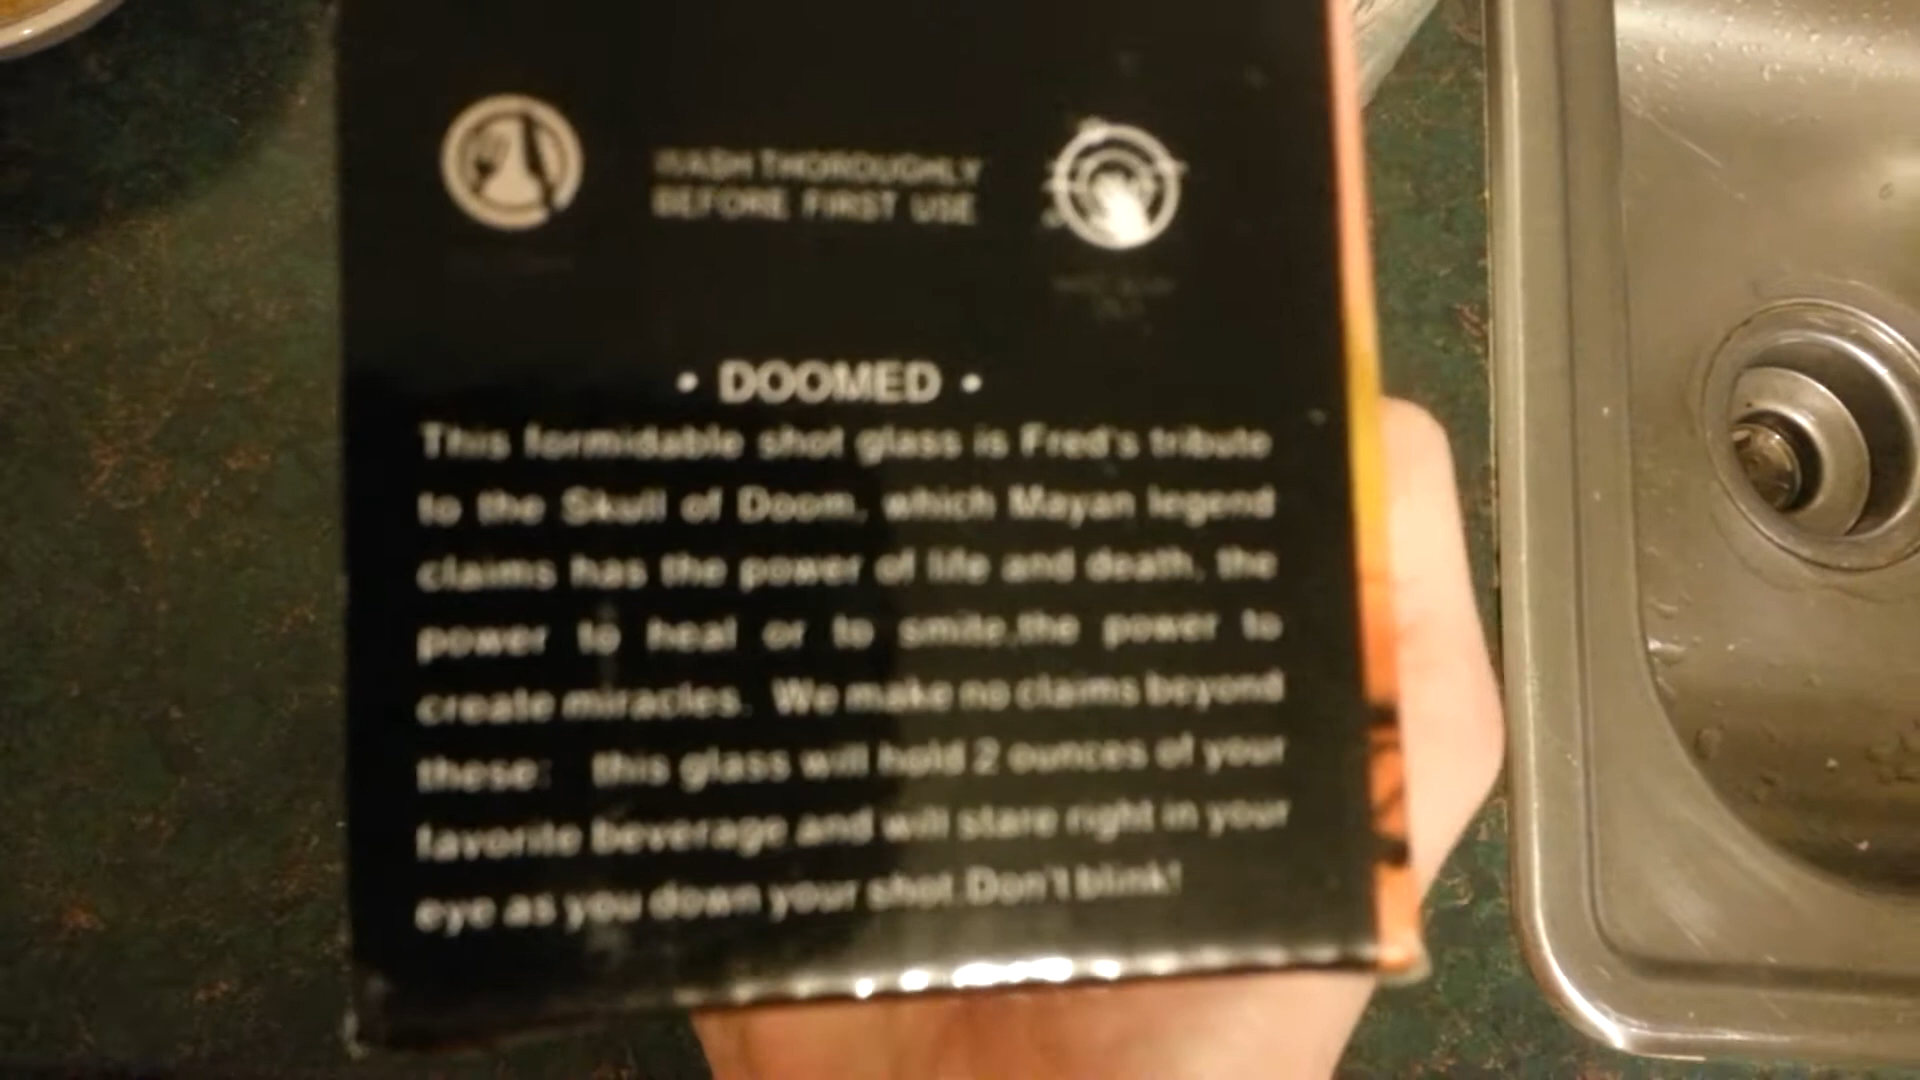 WASH THOROUGHLY
BEFORE FIRST USE
• DOOMED •
This formidable shot glass is Fred's tribute
to the Skull of Doom, which Mayan legend
claims has the power of life and death, the
power to heal or to smite,the power to
create miracles. We make no claims beyond
these: this glass will hold 2 ounces of your
favorite beverage and will stare right in your
eye as you down your shot.Don't blink!